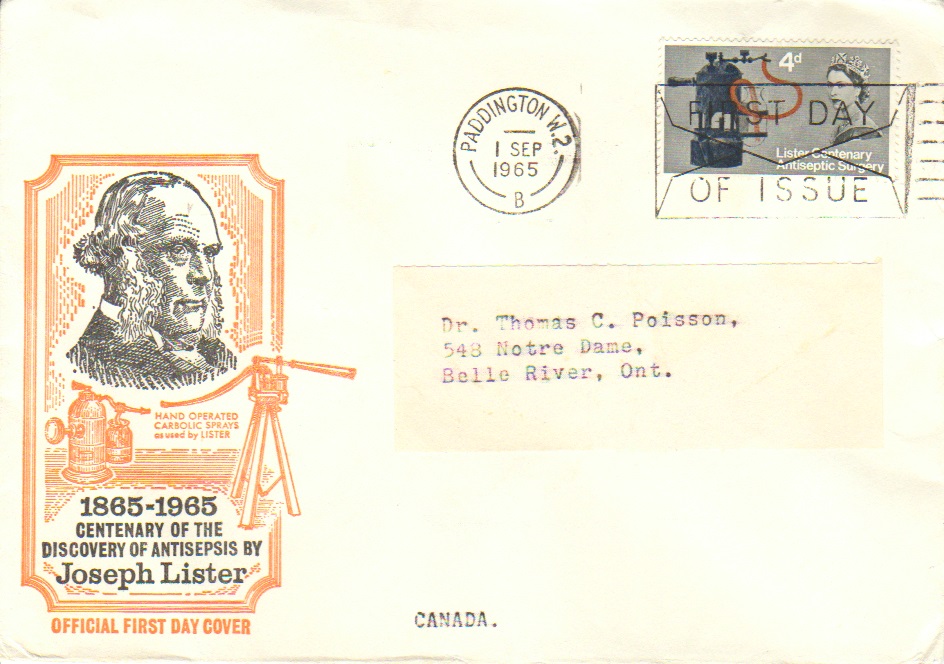 4d
Lister Centenary
Antiseptic Surgery
FIRST DAY
OF ISSUE
PADDINGTON W.2.
1 SEP
1965
B
Dr. Thomas C. Poisson,
548 Notre Dame,
Belle River, Ont.
CANADA.
HAND OPERATED
CARBOLIC SPRAYS
as used by LISTER
1865-1965
CENTENARY OF THE
DISCOVERY OF ANTISEPSIS BY
Joseph Lister
OFFICIAL FIRST DAY COVER